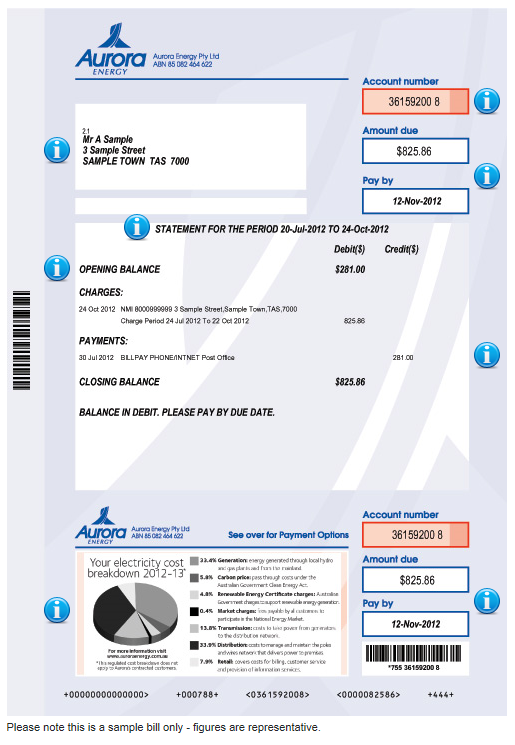 Aurora
ENERGY
Aurora Energy Pty Ltd
ABN 85 082 464 622
Account number
36159200 8
Amount due
$825.86
Pay by
12-Nov-2012
2.1
Mr A Sample
3 Sample Street
SAMPLE TOWN TAS 7000
STATEMENT FOR THE PERIOD 20-Jul-2012 TO 24-Oct-2012
Debit($) Credit($)
OPENING BALANCE $281.00
CHARGES:
24 Oct 2012 NMI 8000999999 3 Sample Street,Sample Town,TAS,7000
Charge Period 24 Jul 2012 To 22 Oct 2012 825.86
PAYMENTS:
30 Jul 2012 BILLPAY PHONE/INTNET Post Office 281.00
CLOSING BALANCE $825.86
BALANCE IN DEBIT. PLEASE PAY BY DUE DATE.
Aurora
ENERGY
Aurora Energy Pty Ltd
ABN 85 082 464 622
See over for Payment Options
Account number
36159200 8
Amount due
$825.86
Pay by
12-Nov-2012
*755 36159200 8
Your electricity cost
breakdown 2012-13*
For more information visit
www.auroraenergy.com.au
*This regulated cost breakdown does not
apply to Aurora's contracted customers.
33.4% Generation: energy generated through local hydro
and gas plants and from the mainland.
5.8% Carbon price: pass through costs under the
Australian Government Clean Energy Act.
4.8% Renewable Energy Certificate charges: Australian
Government charges to support renewable energy generation.
0.4% Market charges: fees payable by all customers to
participate in the National Energy Market.
13.8% Transmission: costs to take power from generators
to the distribution network.
33.9% Distribution: costs to manage and maintain the poles
and wires network that delivers power to premises.
7.9% Retail: covers costs for billing, customer service
and provision of information services.
+00000000000000> +000788+ <0361592008> <0000082586> +444+
Please note this is a sample bill only - figures are representative.